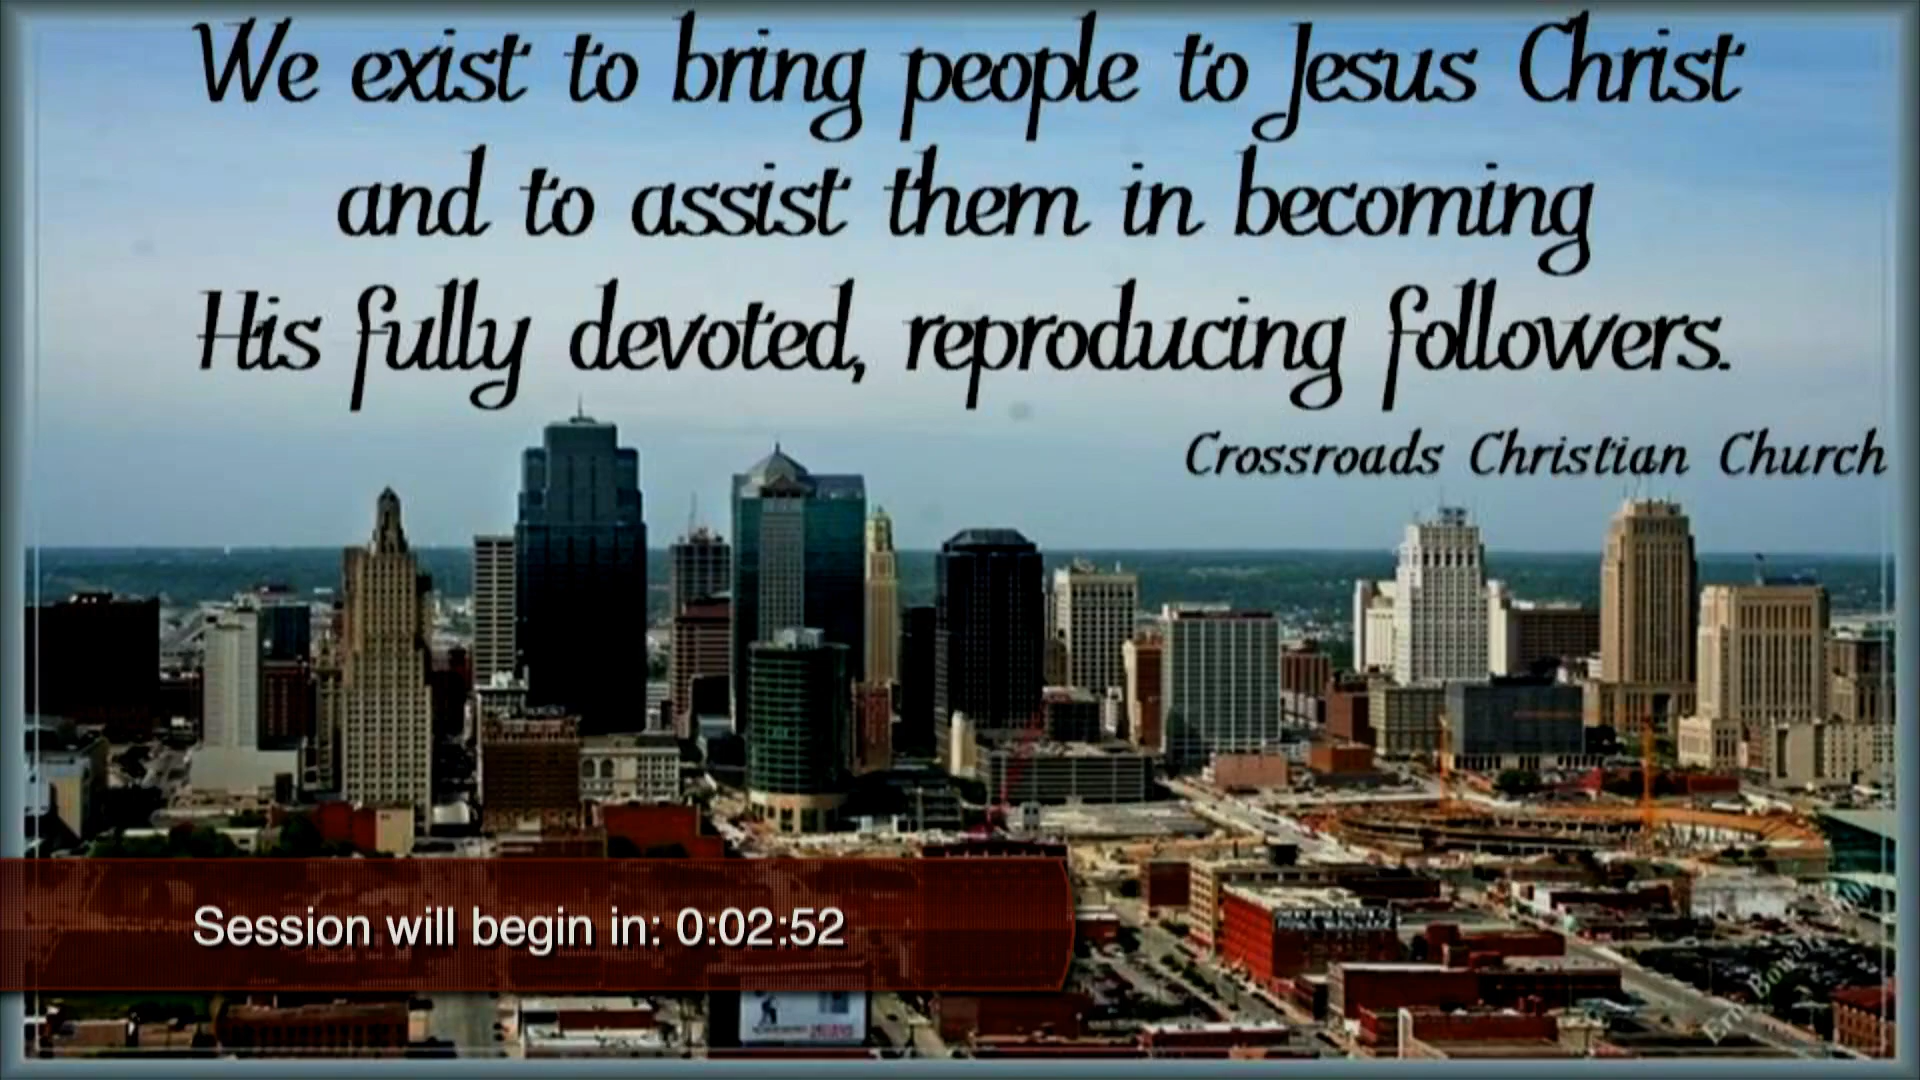 We exist to bring people to Jesus Christ
and to assist them in becoming
His fully devoted, reproducing followers.
Crossroads Christian Church
Session will begin in: 0:02:52